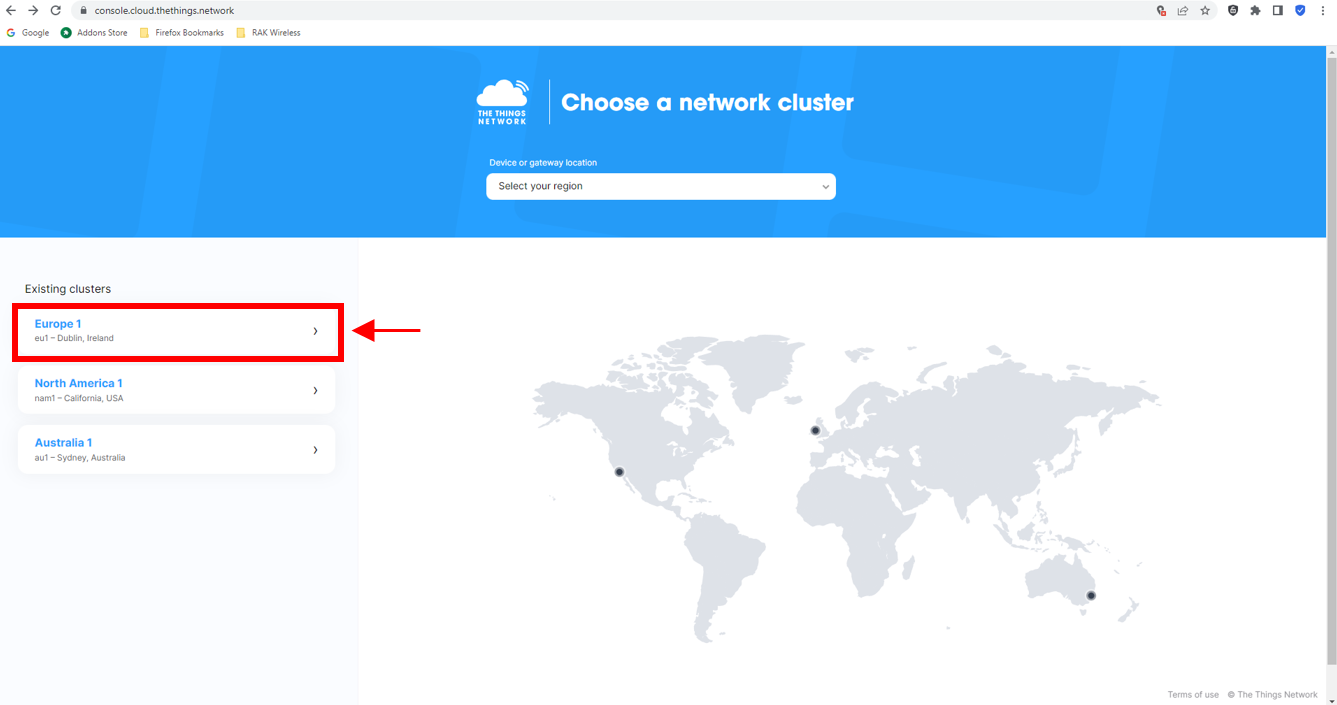 console.cloud.thethings.network
Google
Addons Store
Firefox Bookmarks
RAK Wireless
THE THINGS
NETWORK
Choose a network cluster
Device or gateway location
Select your region
Existing clusters
Europe 1
eu1 – Dublin, Ireland
North America 1
nam1 – California, USA
Australia 1
au1 – Sydney, Australia
Terms of use © The Things Network